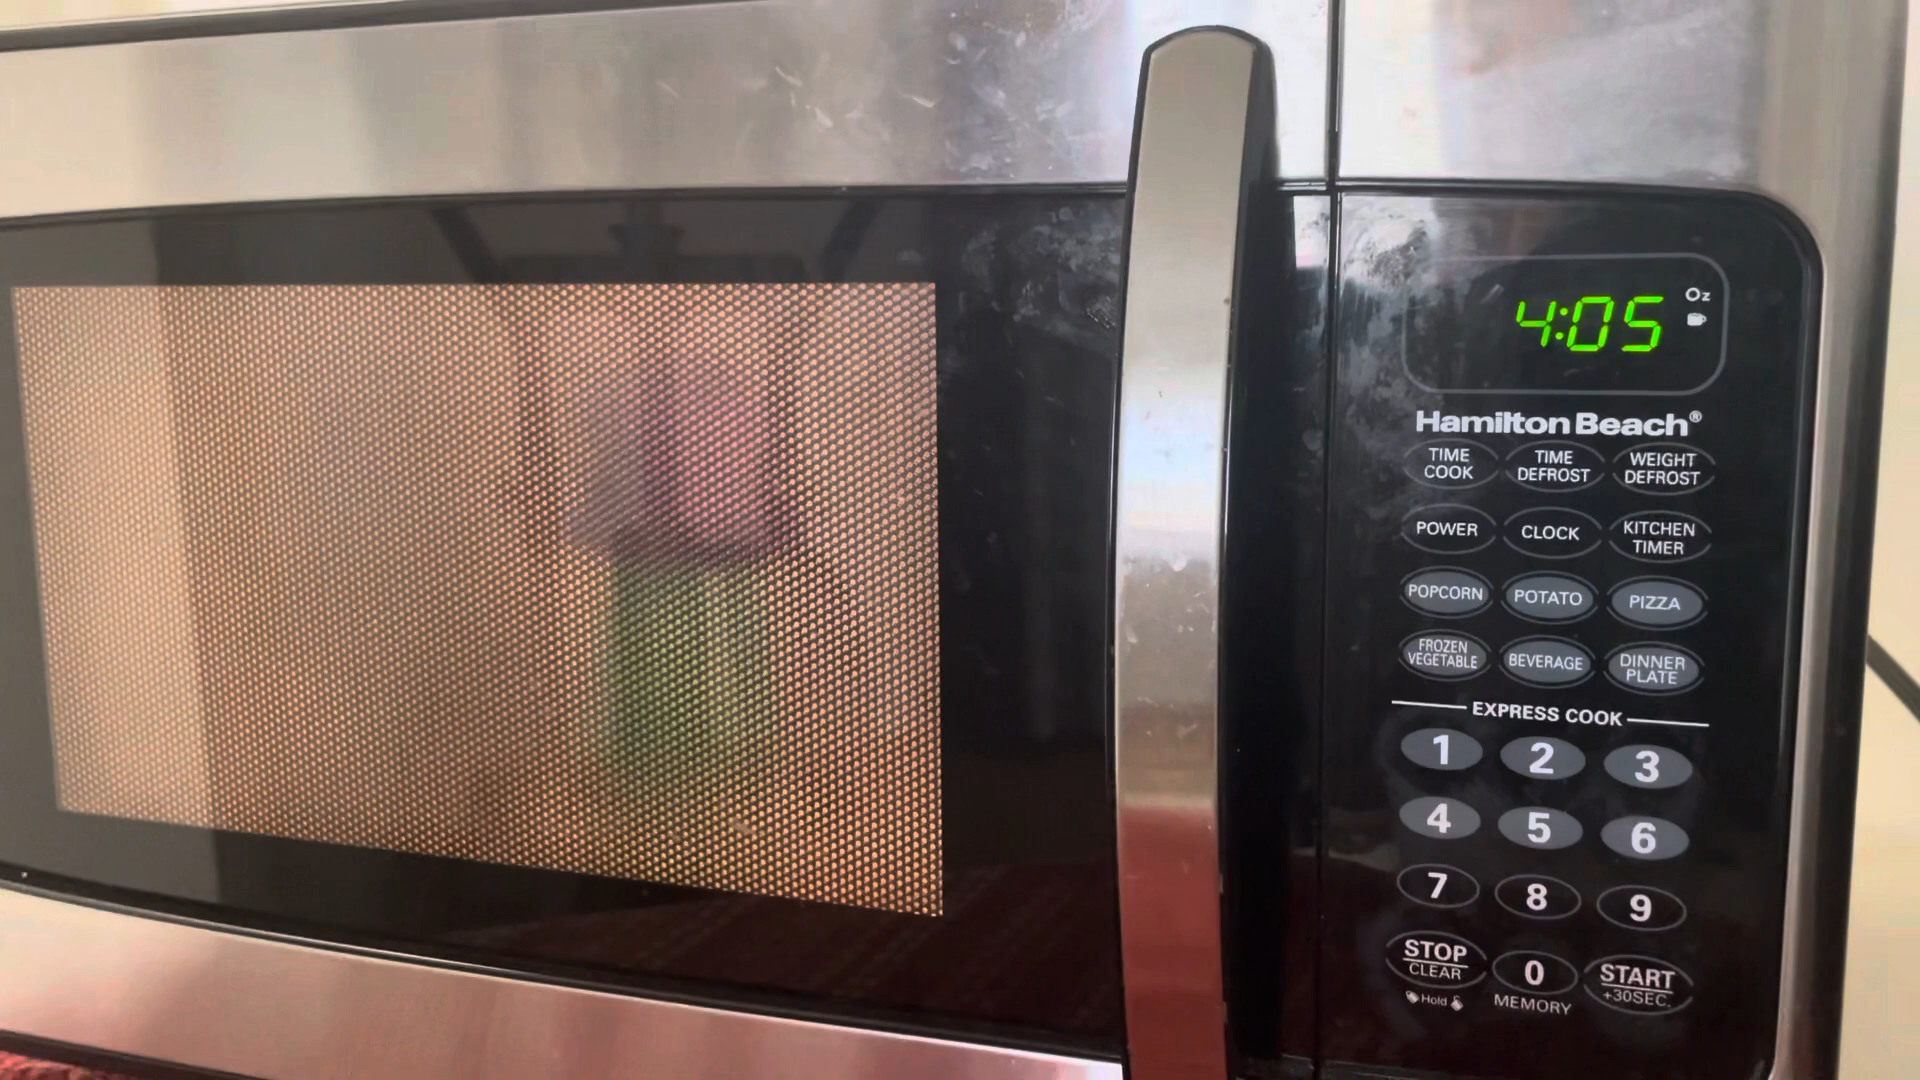 4:05
Oz
Hamilton Beach®
TIME COOK
TIME DEFROST
WEIGHT DEFROST
POWER
CLOCK
KITCHEN TIMER
POPCORN
POTATO
PIZZA
FROZEN VEGETABLE
BEVERAGE
DINNER PLATE
EXPRESS COOK
1 2 3
4 5 6
7 8 9
STOP
CLEAR
0
START
+30SEC.
Hold
MEMORY